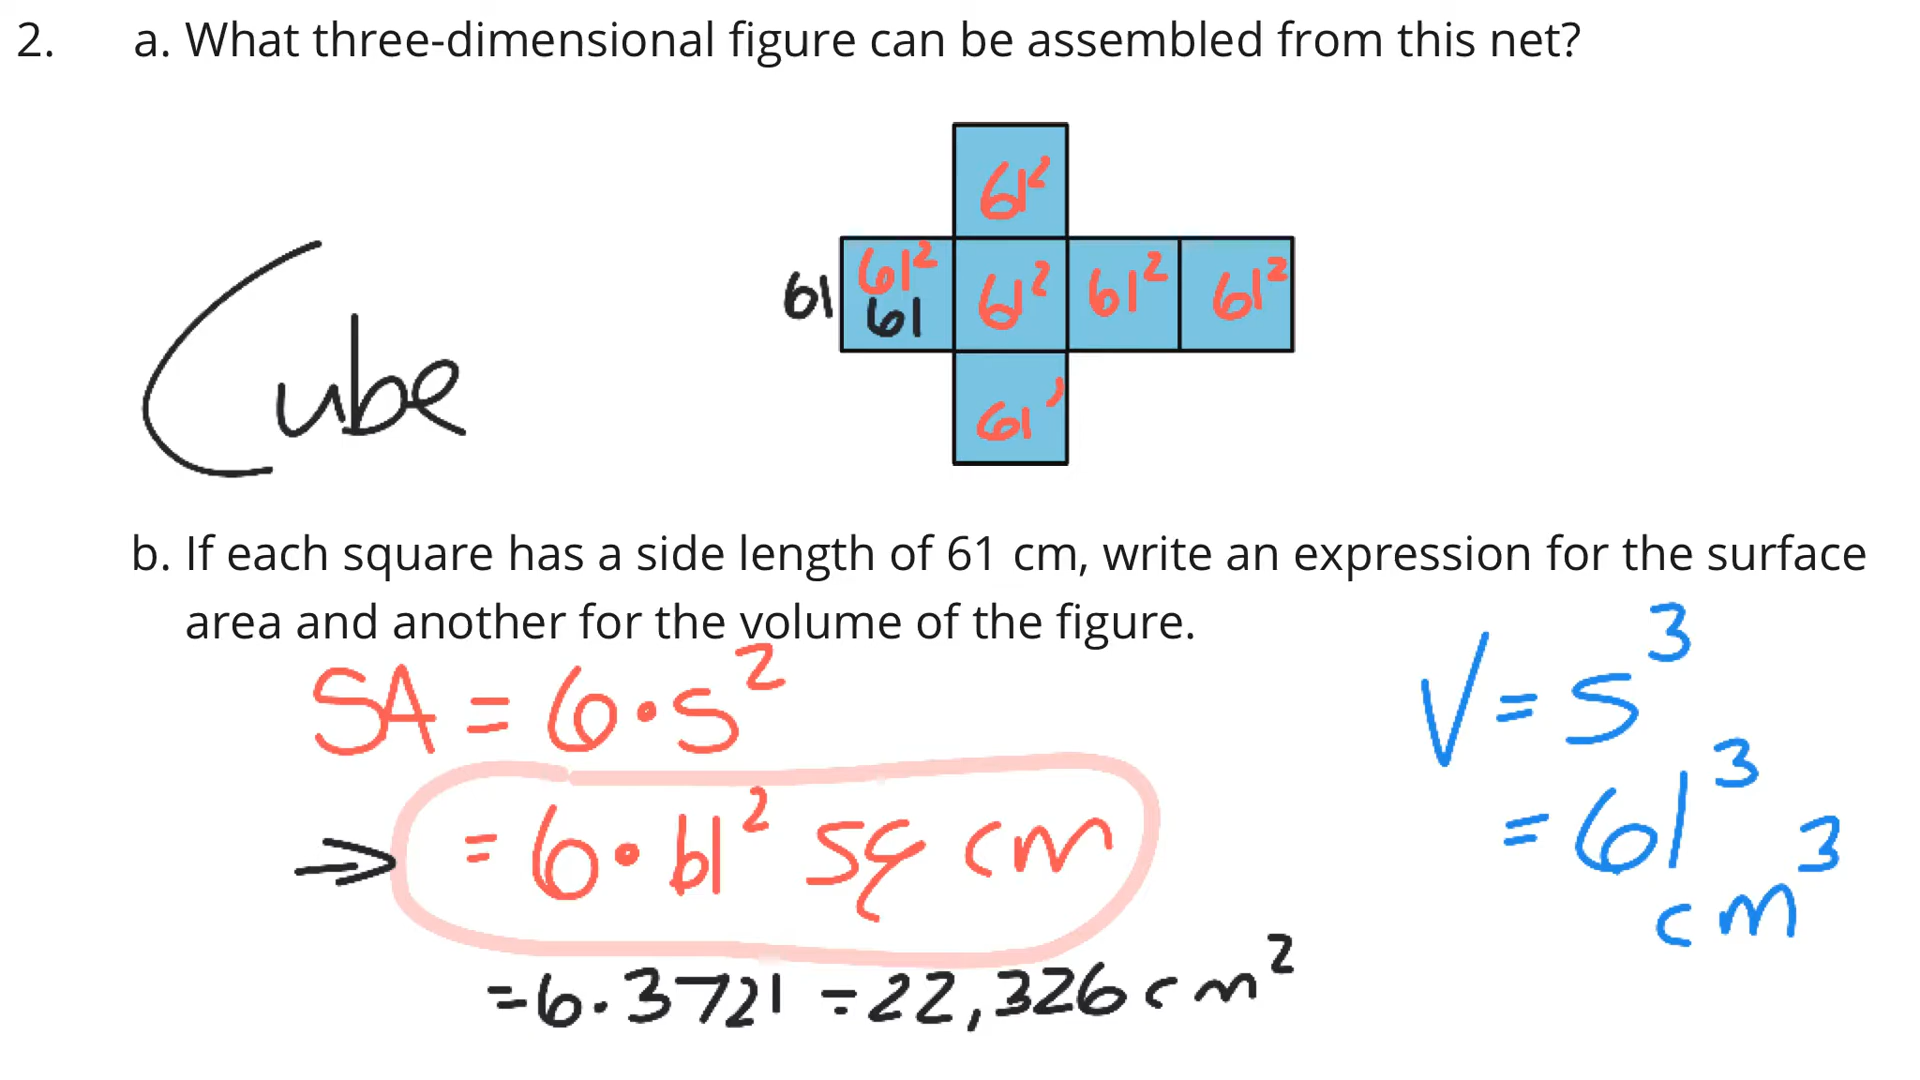 2. a. What three-dimensional figure can be assembled from this net?
61²
61 61² 61² 61² 61²
61
61²
Cube
b. If each square has a side length of 61 cm, write an expression for the surface
area and another for the volume of the figure.
SA = 6 · s²
V = s³
⇒ = 6 · 61² sq cm
= 61³
cm³
= 6 · 3721 = 22,326 cm²